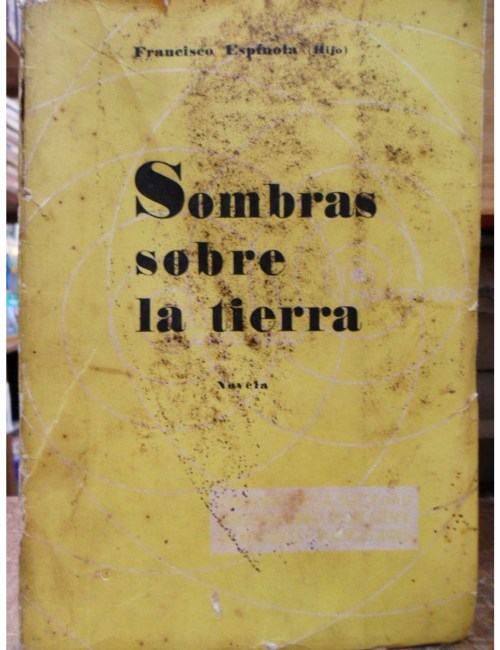 Francisco Espínola (Hijo)
Sombras
sobre
la tierra
Novela